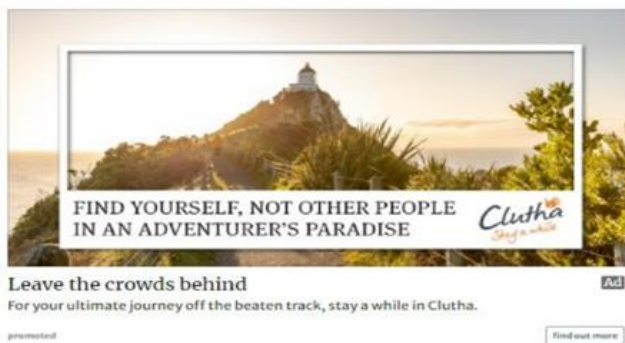 FIND YOURSELF, NOT OTHER PEOPLE
IN AN ADVENTURER'S PARADISE
Clutha
Stay a while
Leave the crowds behind
Ad
For your ultimate journey off the beaten track, stay a while in Clutha.
promoted
find out more